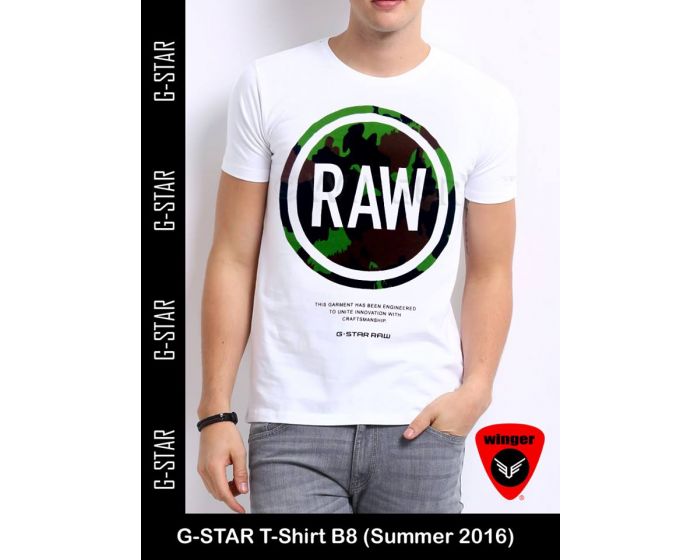 G-STAR
G-STAR
G-STAR
G-STAR
RAW
THIS GARMENT HAS BEEN ENGINEERED
TO UNITE INNOVATION WITH
CRAFTSMANSHIP
G-STAR RAW
winger
®
G-STAR T-Shirt B8 (Summer 2016)